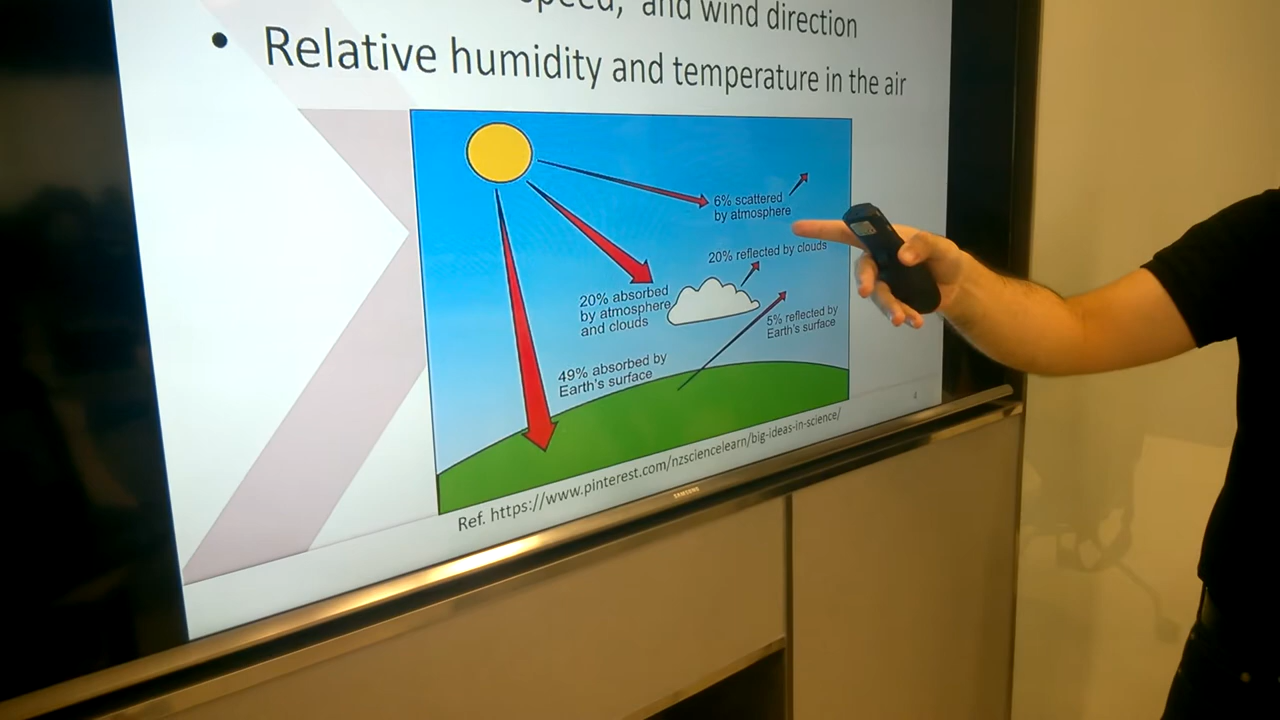 speed, and wind direction
• Relative humidity and temperature in the air
6% scattered
by atmosphere
20% reflected by clouds
20% absorbed
by atmosphere
and clouds
5% reflected by
Earth's surface
49% absorbed by
Earth's surface
4
Ref. https://www.pinterest.com/nzsciencelearn/big-ideas-in-science/
SAMSUNG